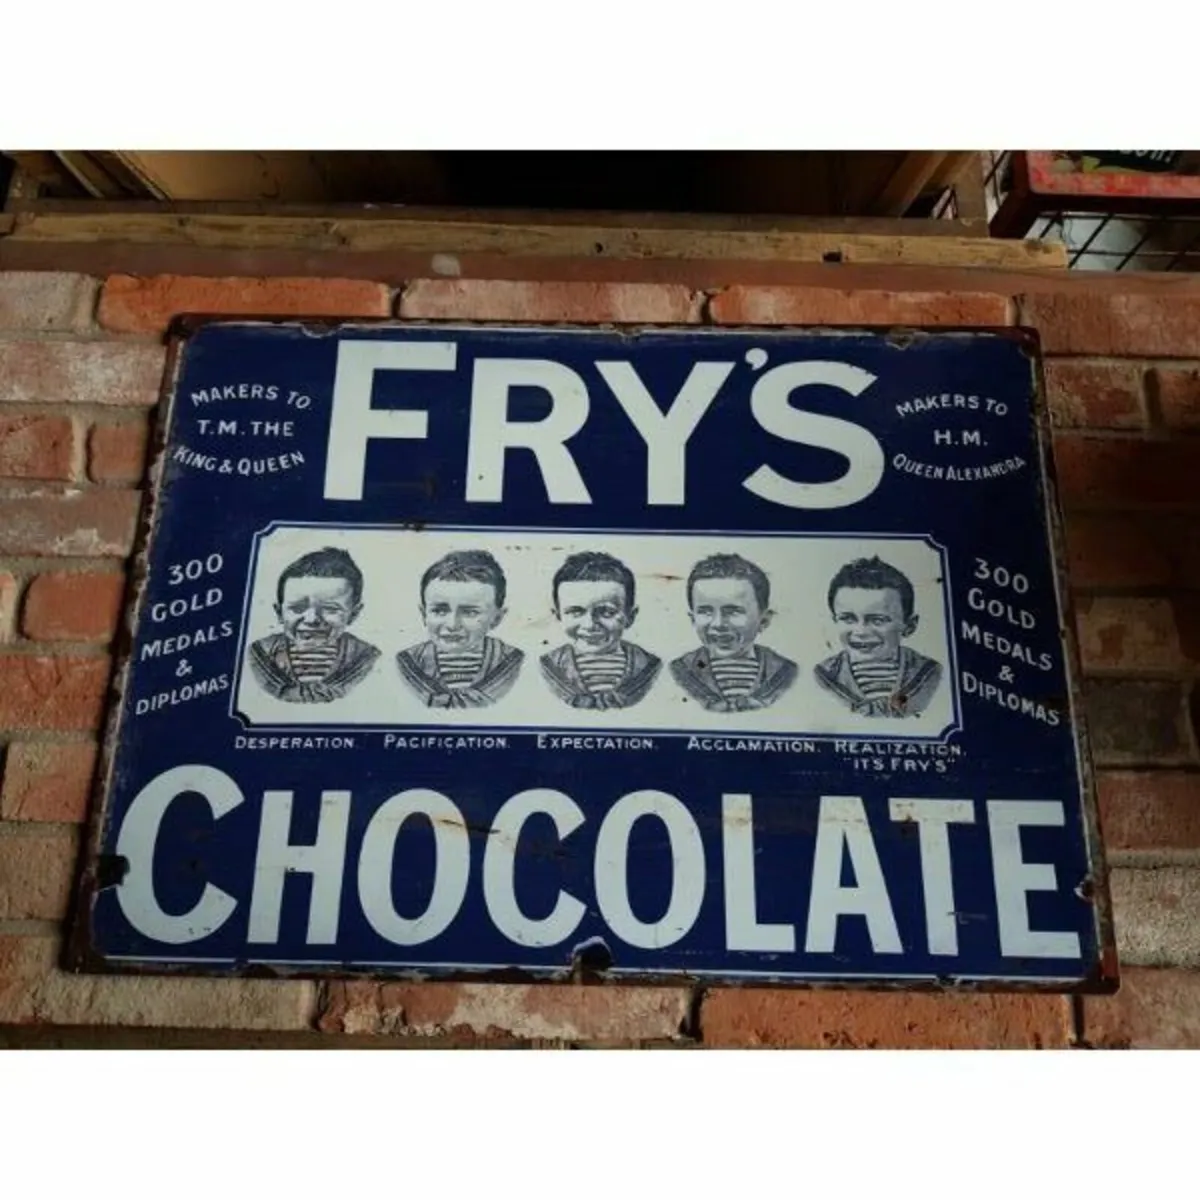 FRY'S
MAKERS TO
T.M. THE
KING & QUEEN
MAKERS TO
H.M.
QUEEN ALEXANDRA
300
GOLD
MEDALS
&
DIPLOMAS
300
GOLD
MEDALS
&
DIPLOMAS
DESPERATION. PACIFICATION. EXPECTATION. ACCLAMATION. REALIZATION.
"IT'S FRY'S"
CHOCOLATE